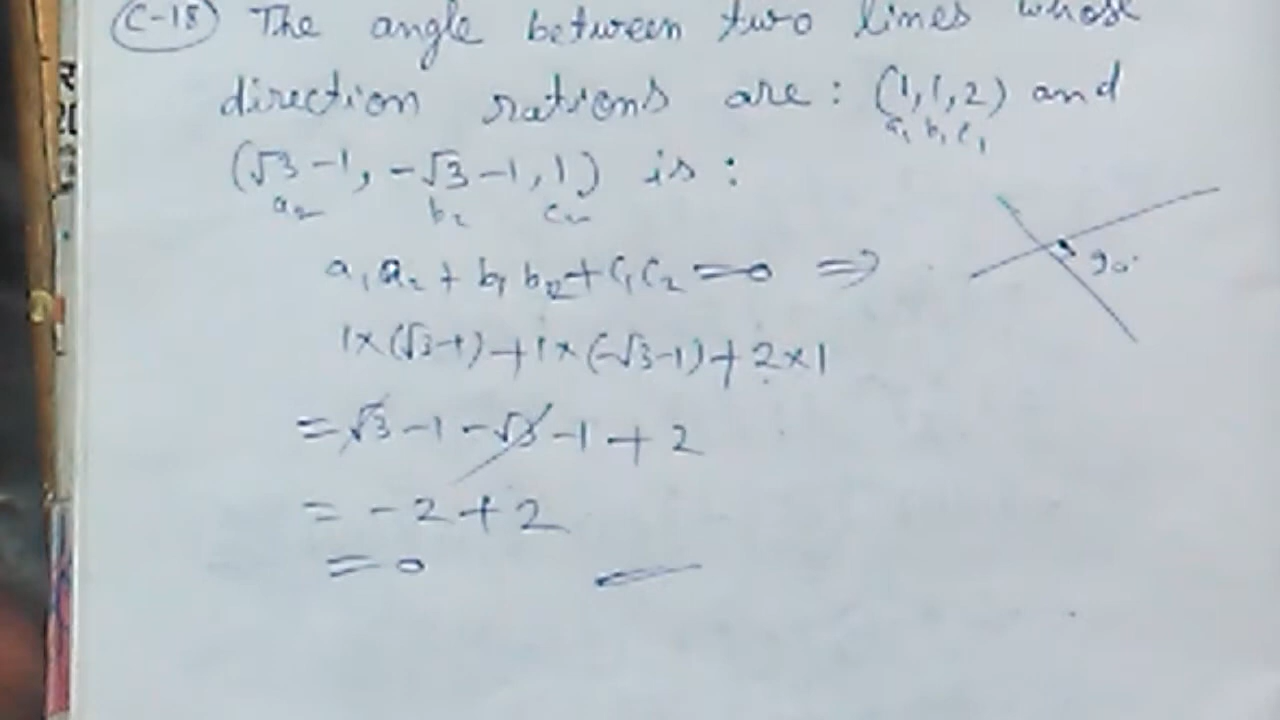 C-18 The angle between two lines whose
direction rations are: (1,1,2) and
a₁ b₁ c₁
(√3-1, -√3-1, 1) is:
a₂ b₂ c₂
90°
a₁a₂ + b₁b₂ + c₁c₂ = 0 ⇒
1×(√3-1)+1×(-√3-1)+2×1
=√3-1-√3-1+2
= -2+2
=0